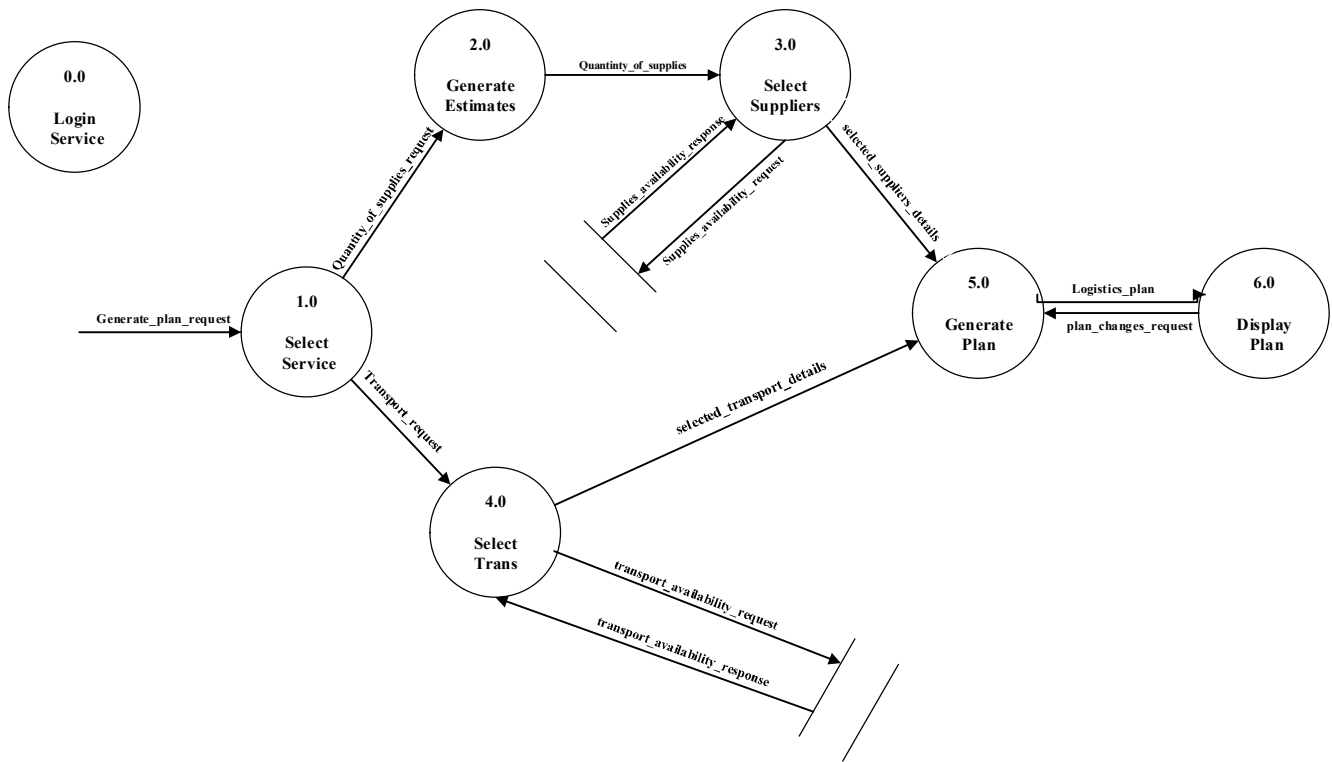 0.0
Login
Service
2.0
Generate
Estimates
Quantinty_of_supplies
3.0
Select
Suppliers
Quantity_of_supplies_request
Supplies_availability_response
Supplies_availability_request
selected_suppliers_details
Generate_plan_request
1.0
Select
Service
5.0
Generate
Plan
Logistics_plan
plan_changes_request
6.0
Display
Plan
Transport_request
selected_transport_details
4.0
Select
Trans
transport_availability_request
transport_availability_response